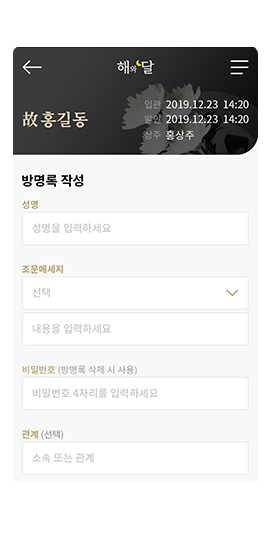 해와달
故홍길동
입관 2019.12.23 14:20
발인 2019.12.23 14:20
상주 홍상주
방명록 작성
성명
성명을 입력하세요
조문메세지
선택
내용을 입력하세요
비밀번호 (방명록 삭제 시 사용)
비밀번호 4자리를 입력하세요
관계 (선택)
소속 또는 관계